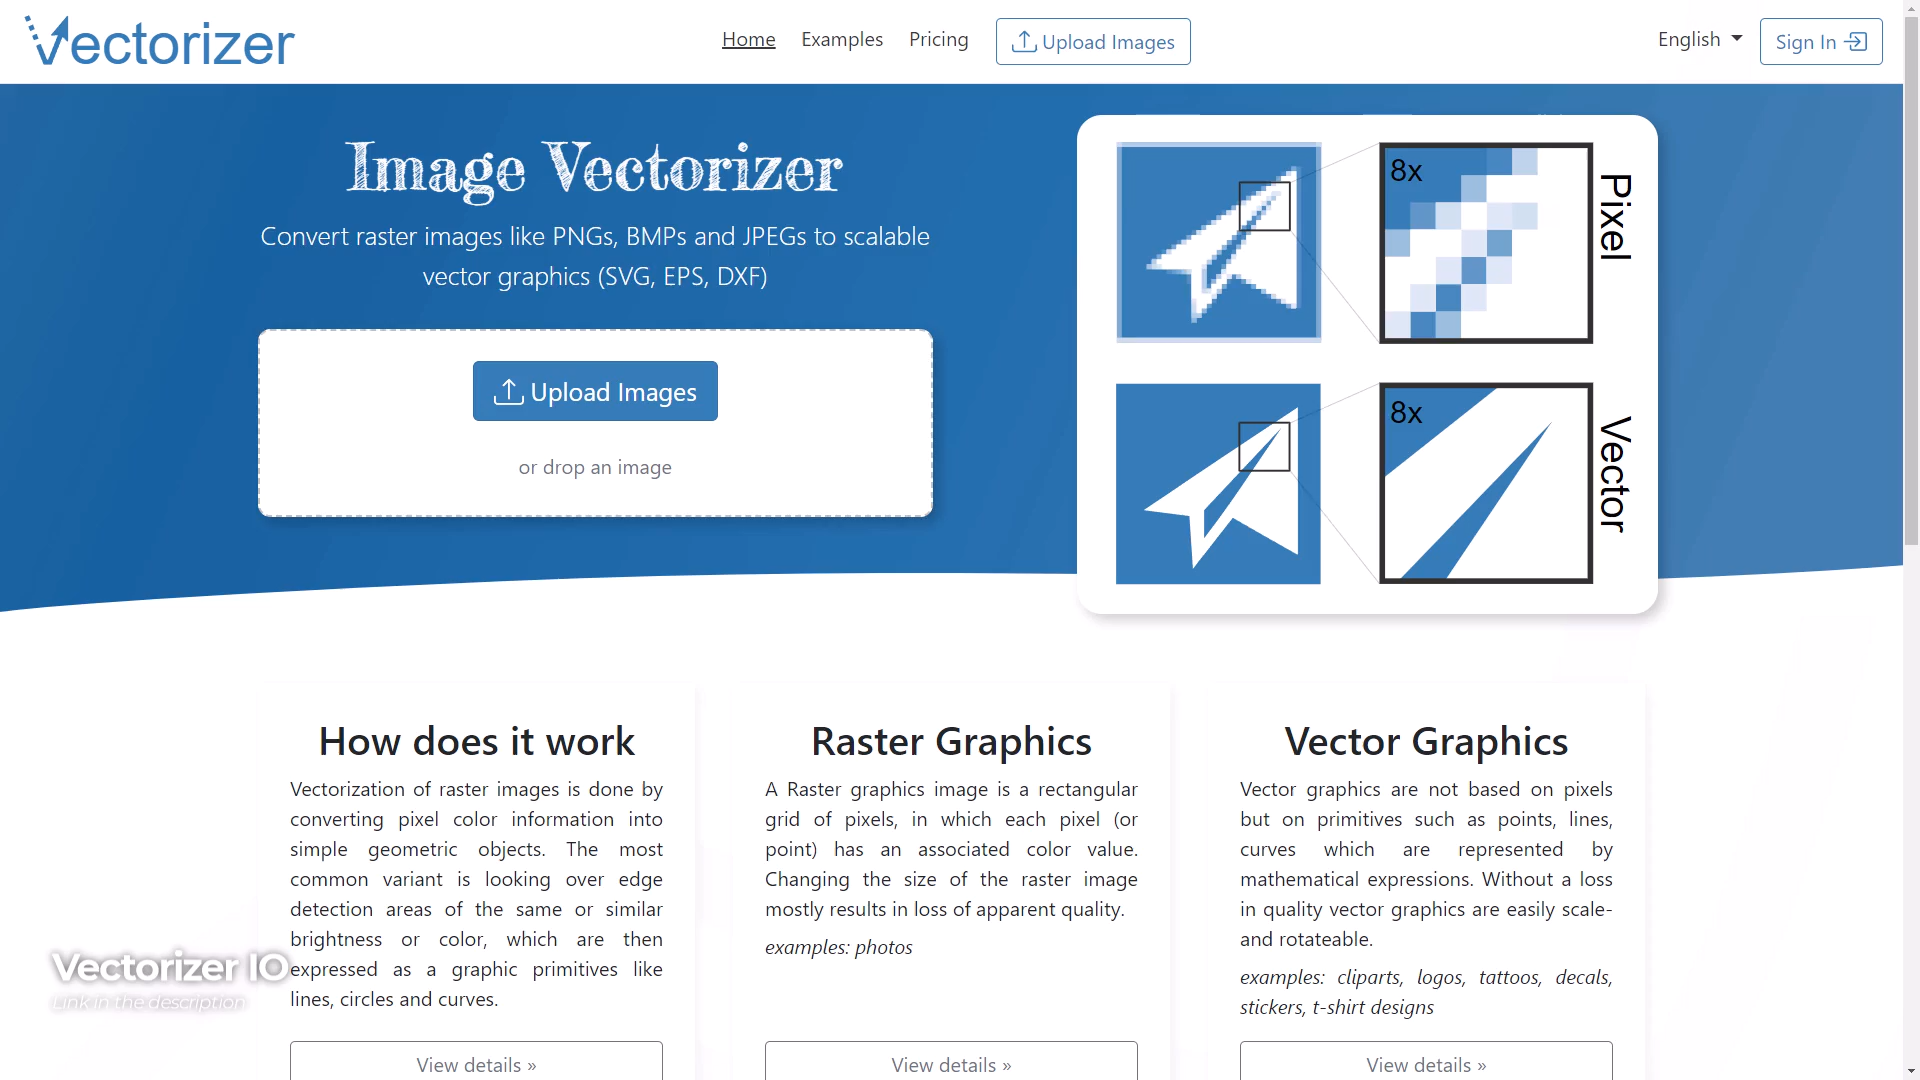 Vectorizer
Home
Examples
Pricing
Upload Images
English
Sign In
Image Vectorizer
Convert raster images like PNGs, BMPs and JPEGs to scalable
vector graphics (SVG, EPS, DXF)
Upload Images
or drop an image
8x
Pixel
8x
Vector
How does it work
Vectorization of raster images is done by
converting pixel color information into
simple geometric objects. The most
common variant is looking over edge
detection areas of the same or similar
brightness or color, which are then
expressed as a graphic primitives like
lines, circles and curves.
View details »
Raster Graphics
A Raster graphics image is a rectangular
grid of pixels, in which each pixel (or
point) has an associated color value.
Changing the size of the raster image
mostly results in loss of apparent quality.
examples: photos
View details »
Vector Graphics
Vector graphics are not based on pixels
but on primitives such as points, lines,
curves which are represented by
mathematical expressions. Without a loss
in quality vector graphics are easily scale-
and rotateable.
examples: cliparts, logos, tattoos, decals,
stickers, t-shirt designs
View details »
Vectorizer IO
Link in the description